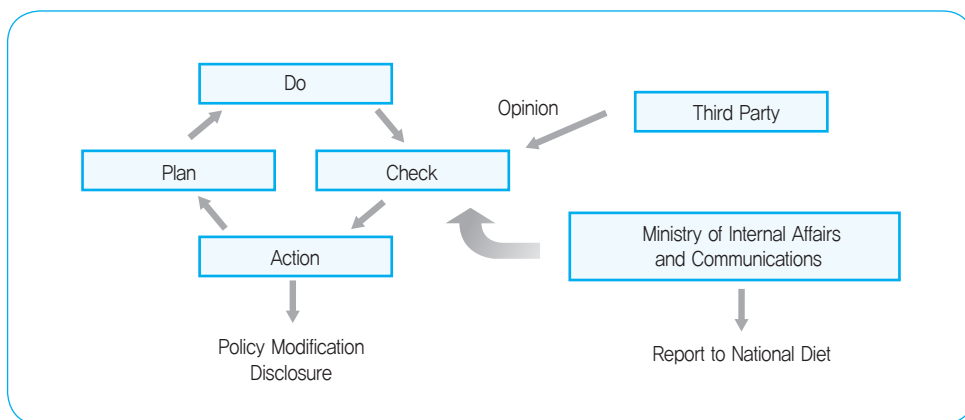 Do
Opinion
Third Party
Plan
Check
Ministry of Internal Affairs
and Communications
Action
Policy Modification
Disclosure
Report to National Diet